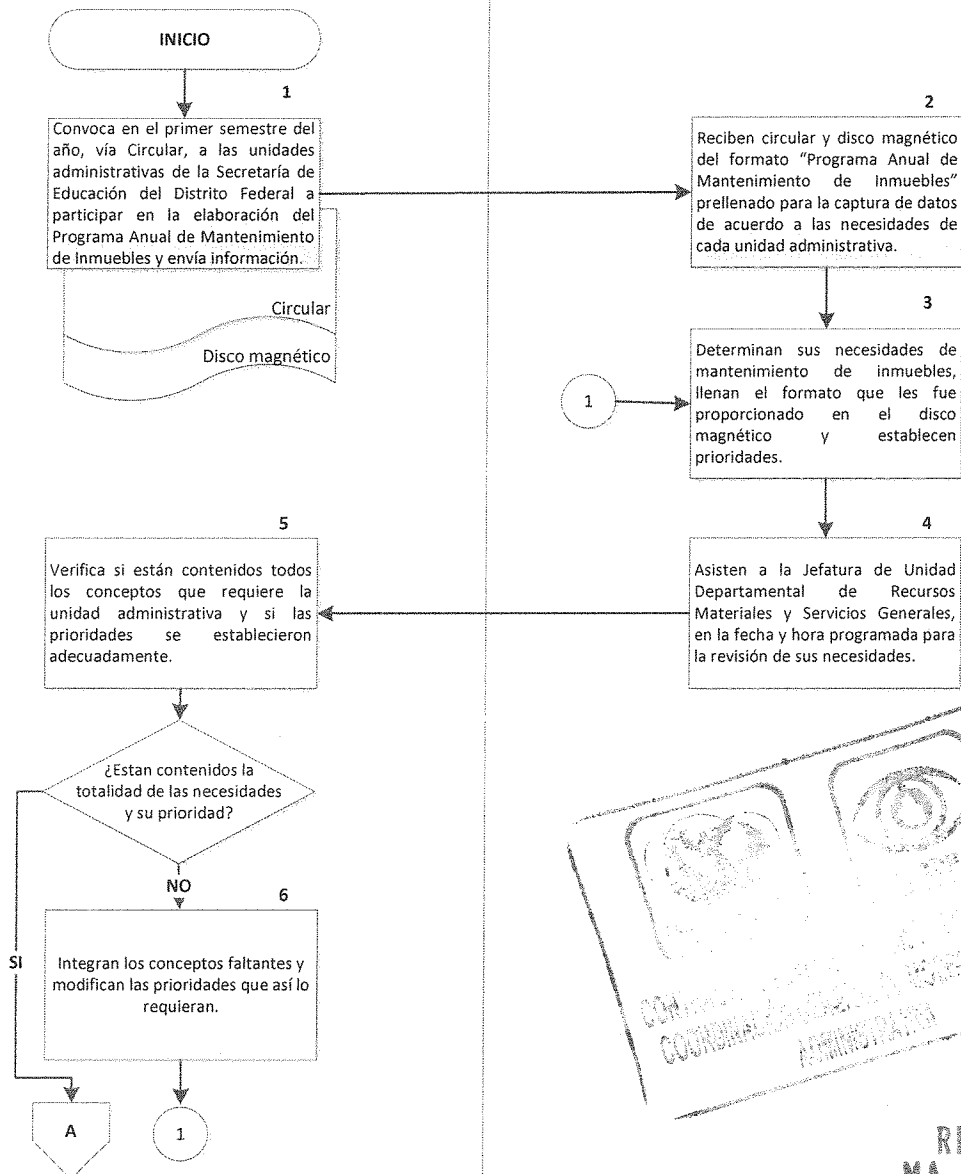 INICIO
1
Convoca en el primer semestre del
año, vía Circular, a las unidades
administrativas de la Secretaría de
Educación del Distrito Federal a
participar en la elaboración del
Programa Anual de Mantenimiento
de Inmuebles y envía información.
Circular
Disco magnético
2
Reciben circular y disco magnético
del formato “Programa Anual de
Mantenimiento de Inmuebles”
prellenado para la captura de datos
de acuerdo a las necesidades de
cada unidad administrativa.
3
Determinan sus necesidades de
mantenimiento de inmuebles,
llenan el formato que les fue
proporcionado en el disco
magnético y establecen
prioridades.
1
4
Asisten a la Jefatura de Unidad
Departamental de Recursos
Materiales y Servicios Generales,
en la fecha y hora programada para
la revisión de sus necesidades.
5
Verifica si están contenidos todos
los conceptos que requiere la
unidad administrativa y si las
prioridades se establecieron
adecuadamente.
¿Estan contenidos la
totalidad de las necesidades
y su prioridad?
NO
SI
6
Integran los conceptos faltantes y
modifican las prioridades que así lo
requieran.
A
1